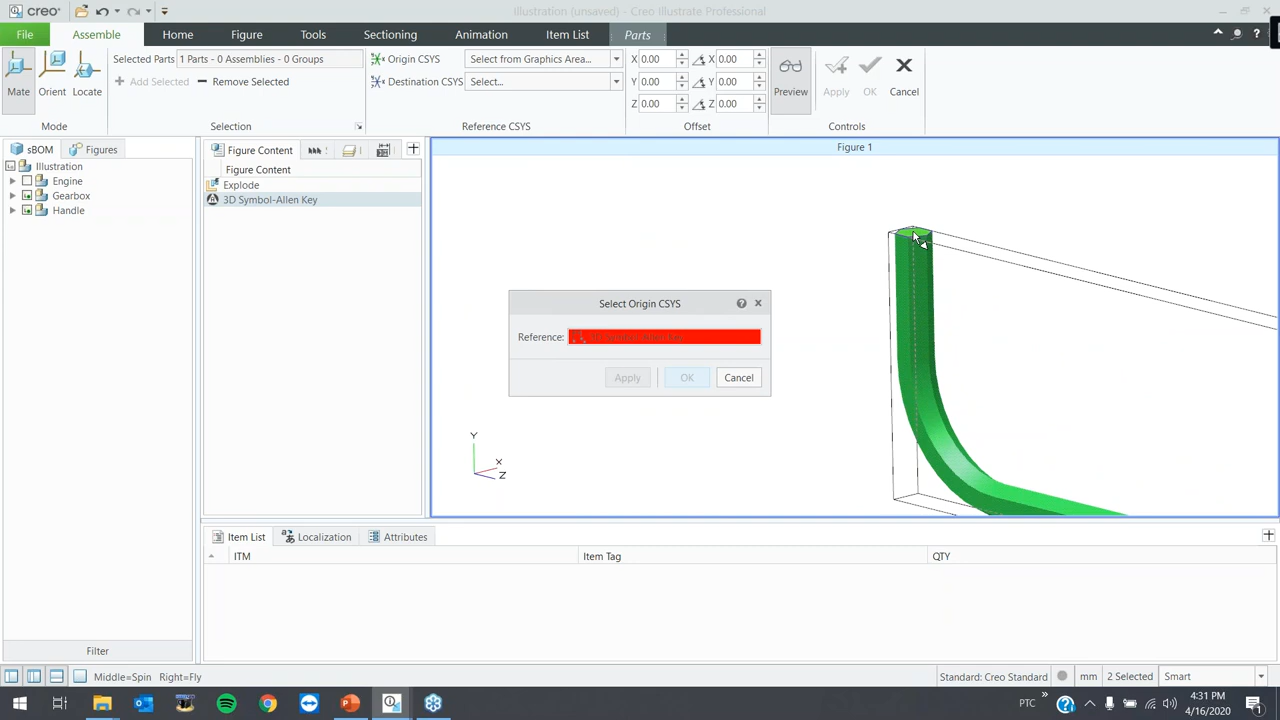 creo
Illustration (unsaved) - Creo Illustrate Professional
File
Assemble
Home
Figure
Tools
Sectioning
Animation
Item List
Parts
Mate
Orient
Locate
Mode
Selected Parts
1 Parts - 0 Assemblies - 0 Groups
Add Selected
Remove Selected
Selection
Origin CSYS
Select from Graphics Area...
Destination CSYS
Select...
Reference CSYS
X 0.00
X 0.00
Y 0.00
Y 0.00
Z 0.00
Z 0.00
Offset
Preview
Apply
OK
Cancel
Controls
sBOM
Figures
Illustration
Engine
Gearbox
Handle
Filter
Figure Content
Figure Content
Explode
3D Symbol-Allen Key
Figure 1
Select Origin CSYS
Reference:
3D Symbol-Allen Key
Apply
OK
Cancel
Y
X
Z
Item List
Localization
Attributes
ITM
Item Tag
QTY
Middle=Spin
Right=Fly
Standard: Creo Standard
mm
2 Selected
Smart
PTC
4:31 PM
4/16/2020
1